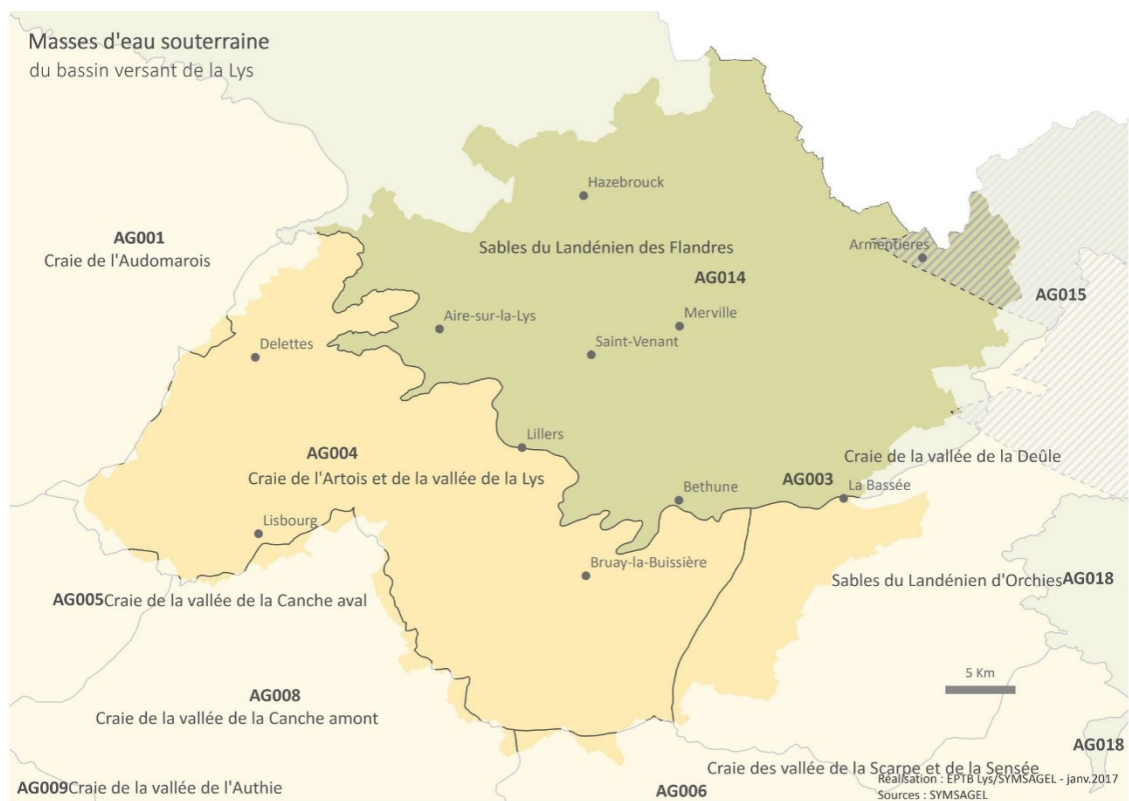 Masses d'eau souterraine
du bassin versant de la Lys
Hazebrouck
AG001
Craie de l'Audomarois
Sables du Landénien des Flandres
Armentières
AG014
AG015
Aire-sur-la-Lys
Merville
Delettes
Saint-Venant
Lillers
AG004
Craie de l'Artois et de la vallée de la Lys
Craie de la vallée de la Deûle
AG003
Bethune
La Bassée
Lisbourg
Bruay-la-Buissière
Sables du Landénien d'Orchies
AG018
AG005 Craie de la vallée de la Canche aval
5 Km
AG008
Craie de la vallée de la Canche amont
AG018
Craie des vallée de la Scarpe et de la Sensée
AG009 Craie de la vallée de l'Authie
AG006
Réalisation : EPTB Lys/SYMSAGEL - janv.2017
Sources : SYMSAGEL